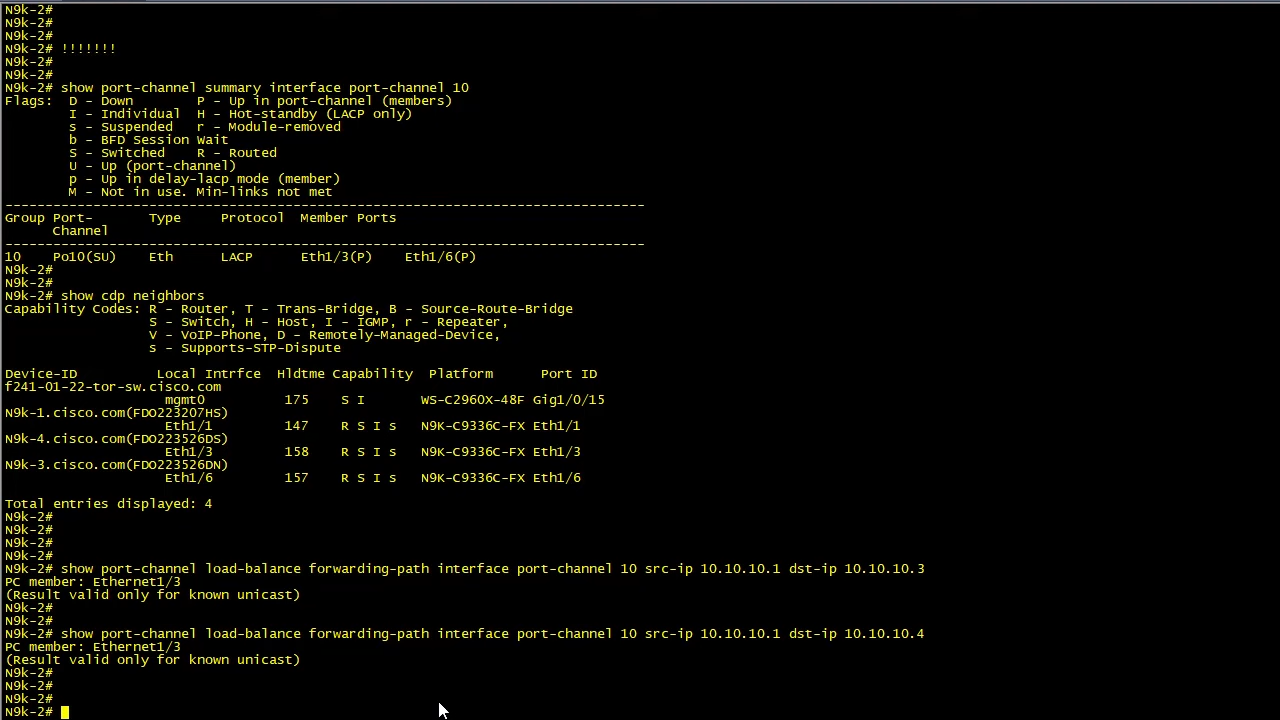 N9k-2#
N9k-2#
N9k-2#
N9k-2# !!!!!!!
N9k-2#
N9k-2#
N9k-2# show port-channel summary interface port-channel 10
Flags:  D - Down        P - Up in port-channel (members)
        I - Individual  H - Hot-standby (LACP only)
        s - Suspended   r - Module-removed
        b - BFD Session Wait
        S - Switched    R - Routed
        U - Up (port-channel)
        p - Up in delay-lacp mode (member)
        M - Not in use. Min-links not met
--------------------------------------------------------------------------------
Group Port-       Type     Protocol  Member Ports
      Channel
--------------------------------------------------------------------------------
10    Po10(SU)    Eth      LACP      Eth1/3(P)    Eth1/6(P)
N9k-2#
N9k-2#
N9k-2# show cdp neighbors
Capability Codes: R - Router, T - Trans-Bridge, B - Source-Route-Bridge
                  S - Switch, H - Host, I - IGMP, r - Repeater,
                  V - VoIP-Phone, D - Remotely-Managed-Device,
                  s - Supports-STP-Dispute
Device-ID          Local Intrfce  Hldtme Capability  Platform      Port ID
f241-01-22-tor-sw.cisco.com
                    mgmt0          175    S I       WS-C2960X-48F Gig1/0/15
N9k-1.cisco.com(FDO223207HS)
                    Eth1/1         147    R S I s   N9K-C9336C-FX Eth1/1
N9k-4.cisco.com(FDO223526DS)
                    Eth1/3         158    R S I s   N9K-C9336C-FX Eth1/3
N9k-3.cisco.com(FDO223526DN)
                    Eth1/6         157    R S I s   N9K-C9336C-FX Eth1/6
Total entries displayed: 4
N9k-2#
N9k-2#
N9k-2#
N9k-2#
N9k-2# show port-channel load-balance forwarding-path interface port-channel 10 src-ip 10.10.10.1 dst-ip 10.10.10.3
PC member: Ethernet1/3
(Result valid only for known unicast)
N9k-2#
N9k-2#
N9k-2# show port-channel load-balance forwarding-path interface port-channel 10 src-ip 10.10.10.1 dst-ip 10.10.10.4
PC member: Ethernet1/3
(Result valid only for known unicast)
N9k-2#
N9k-2#
N9k-2#
N9k-2#